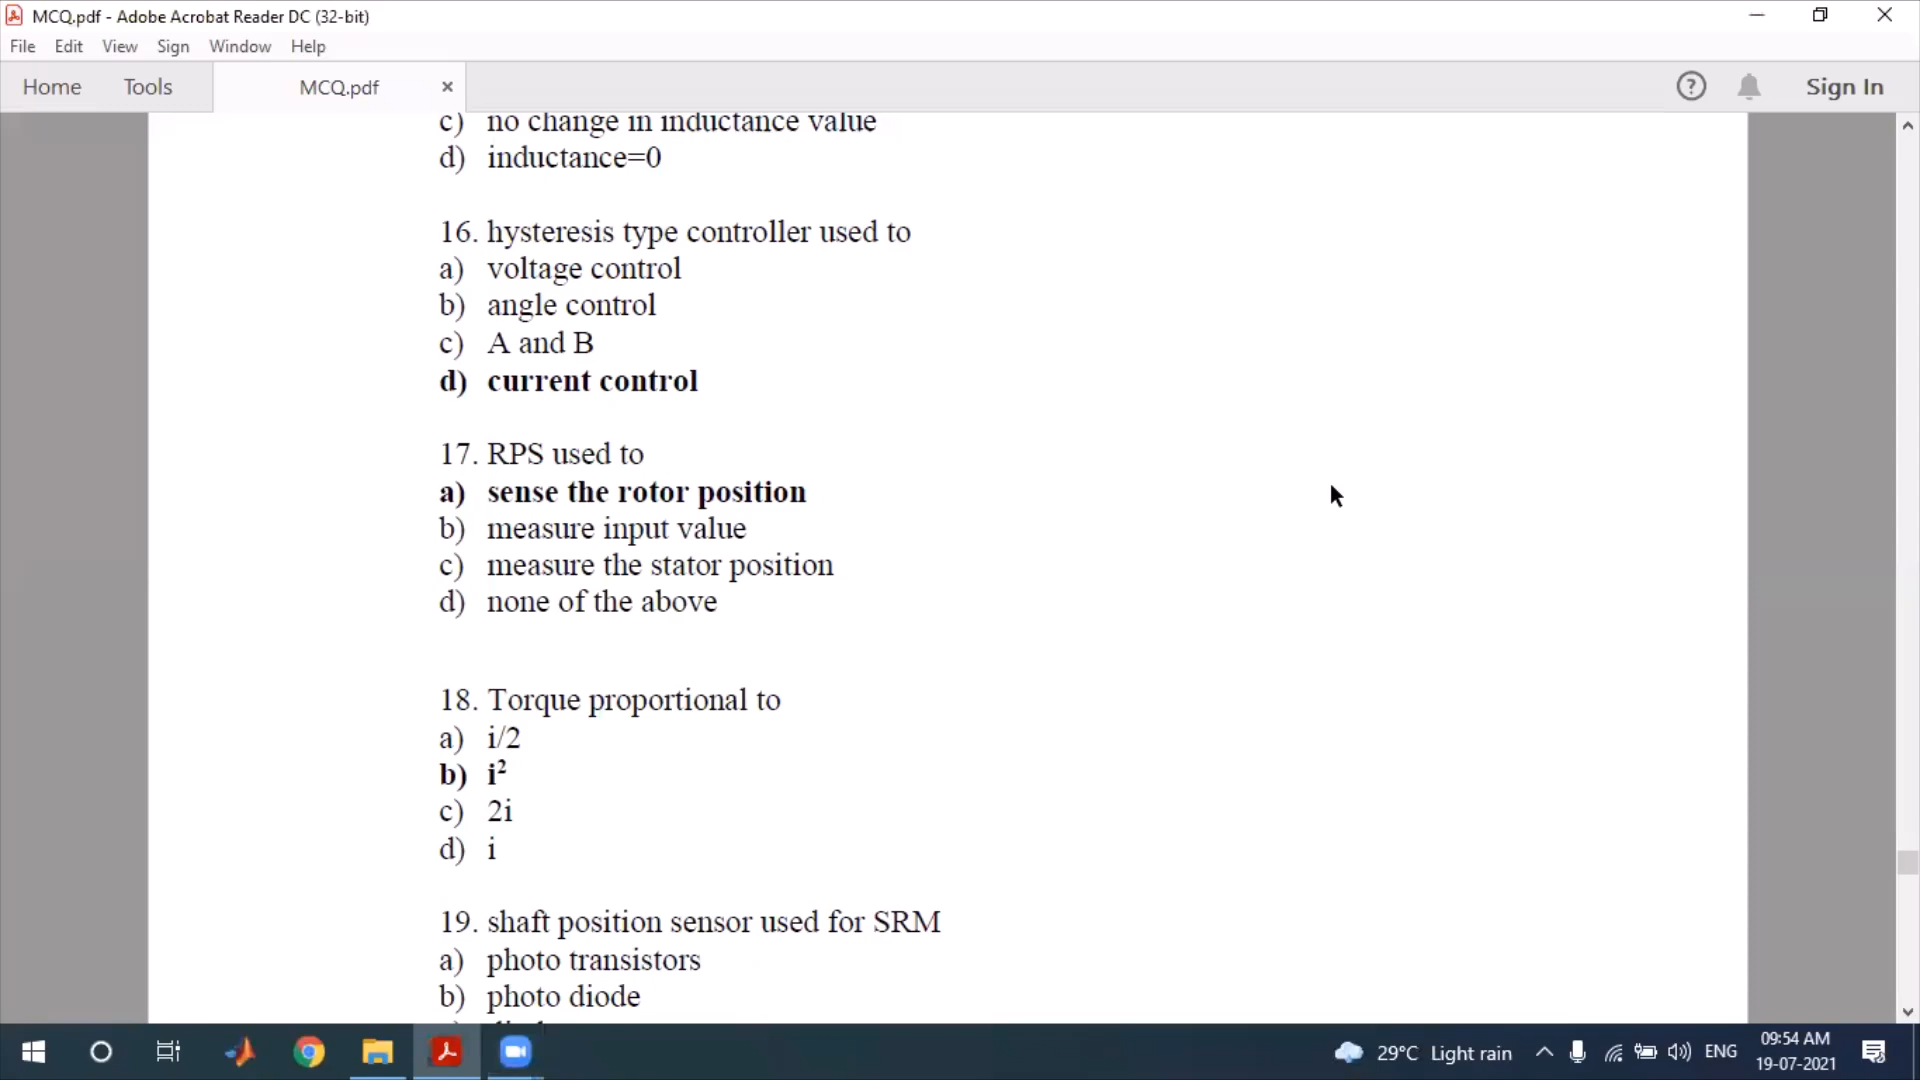 MCQ.pdf - Adobe Acrobat Reader DC (32-bit)
File Edit View Sign Window Help
Home Tools MCQ.pdf × ? Sign In
c) no change in inductance value
d) inductance=0
16. hysteresis type controller used to
a) voltage control
b) angle control
c) A and B
d) current control
17. RPS used to
a) sense the rotor position
b) measure input value
c) measure the stator position
d) none of the above
18. Torque proportional to
a) i/2
b) i²
c) 2i
d) i
19. shaft position sensor used for SRM
a) photo transistors
b) photo diode
29°C Light rain ENG 09:54 AM
19-07-2021